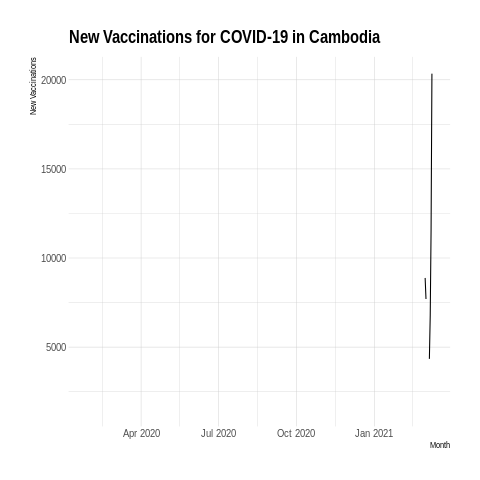 New Vaccinations for COVID-19 in Cambodia
New Vaccinations
20000
15000
10000
5000
Apr 2020 Jul 2020 Oct 2020 Jan 2021
Month